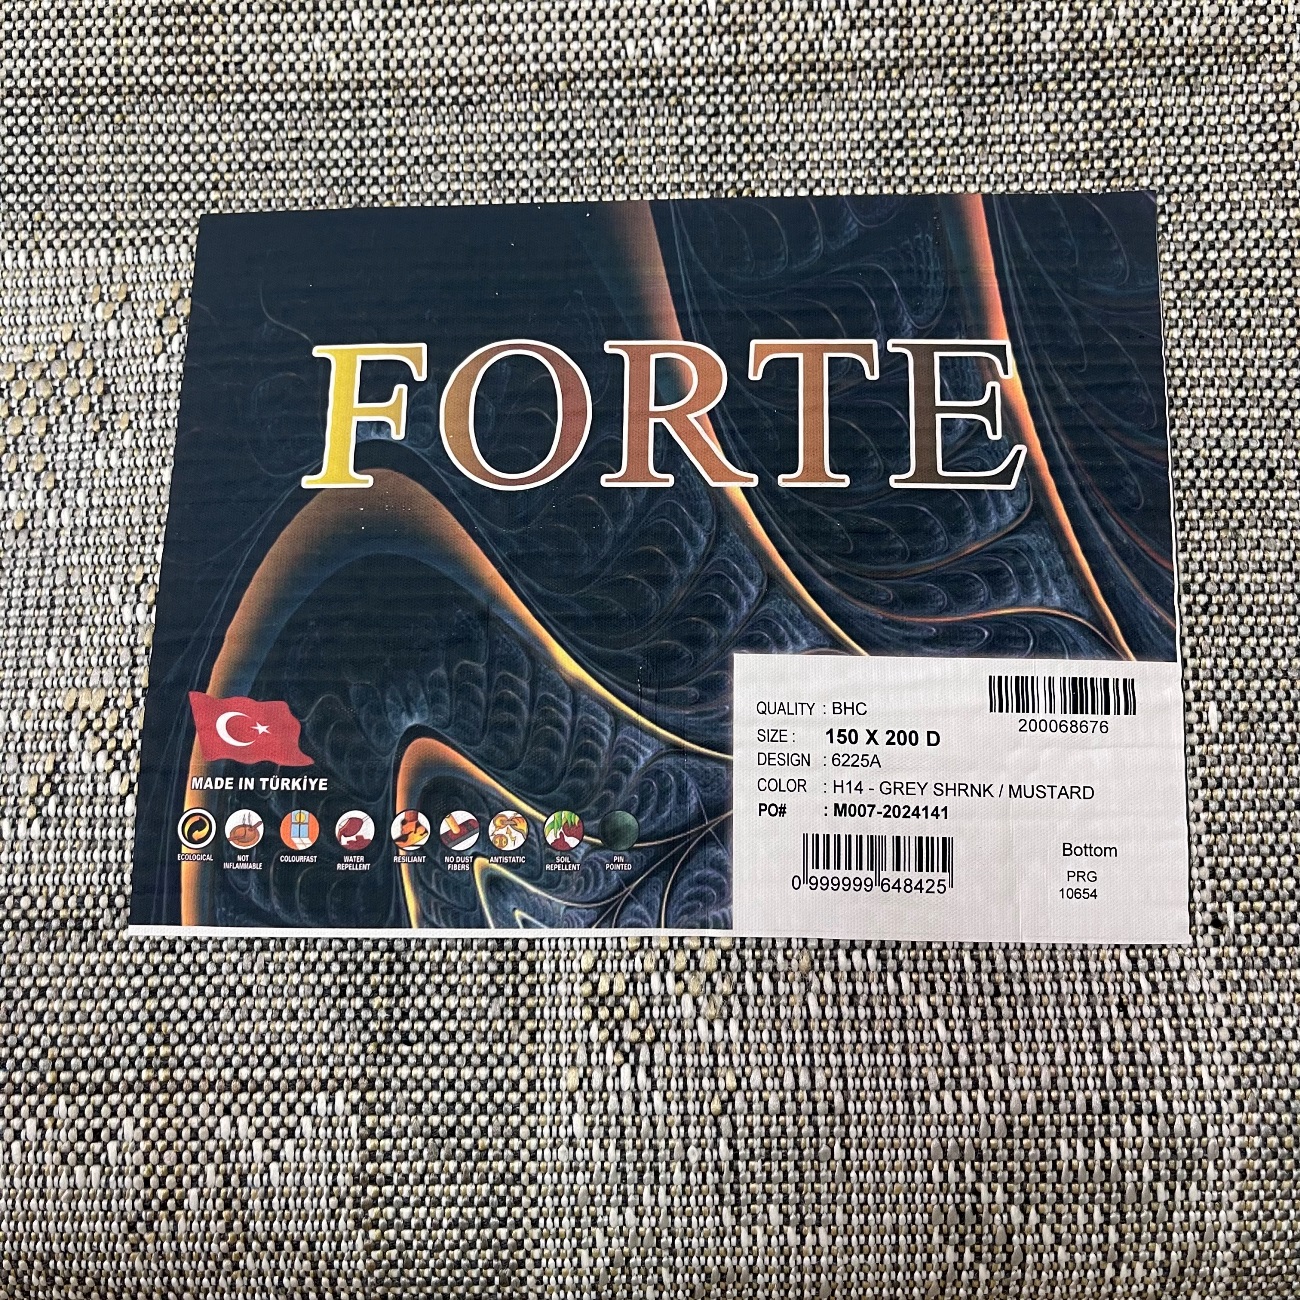 FORTE
MADE IN TÜRKİYE
ECOLOGICAL
NOT
INFLAMMABLE
COLOURFAST
WATER
REPELLENT
RESILIANT
NO DUST
FIBERS
ANTISTATIC
SOIL
REPELLENT
PIN
POINTED
QUALITY : BHC
200068676
SIZE : 150 X 200 D
DESIGN : 6225A
COLOR : H14 - GREY SHRNK / MUSTARD
PO# : M007-2024141
0 999999 648425
Bottom
PRG
10654